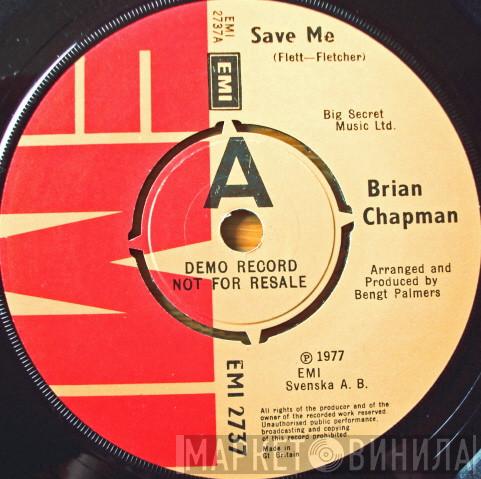 EMI
2737A
EMI
EMI
Save Me
(Flett—Fletcher)
Big Secret
Music Ltd.
A
Brian
Chapman
DEMO RECORD
NOT FOR RESALE
Arranged and
Produced by
Bengt Palmers
℗ 1977
EMI
Svenska A. B.
EMI 2737
All rights of the producer and of the
owner of the recorded work reserved.
Unauthorised public performance,
broadcasting and copying
of this record prohibited
Made in
Gt Britain
МАРКЕТ ВИНИЛА